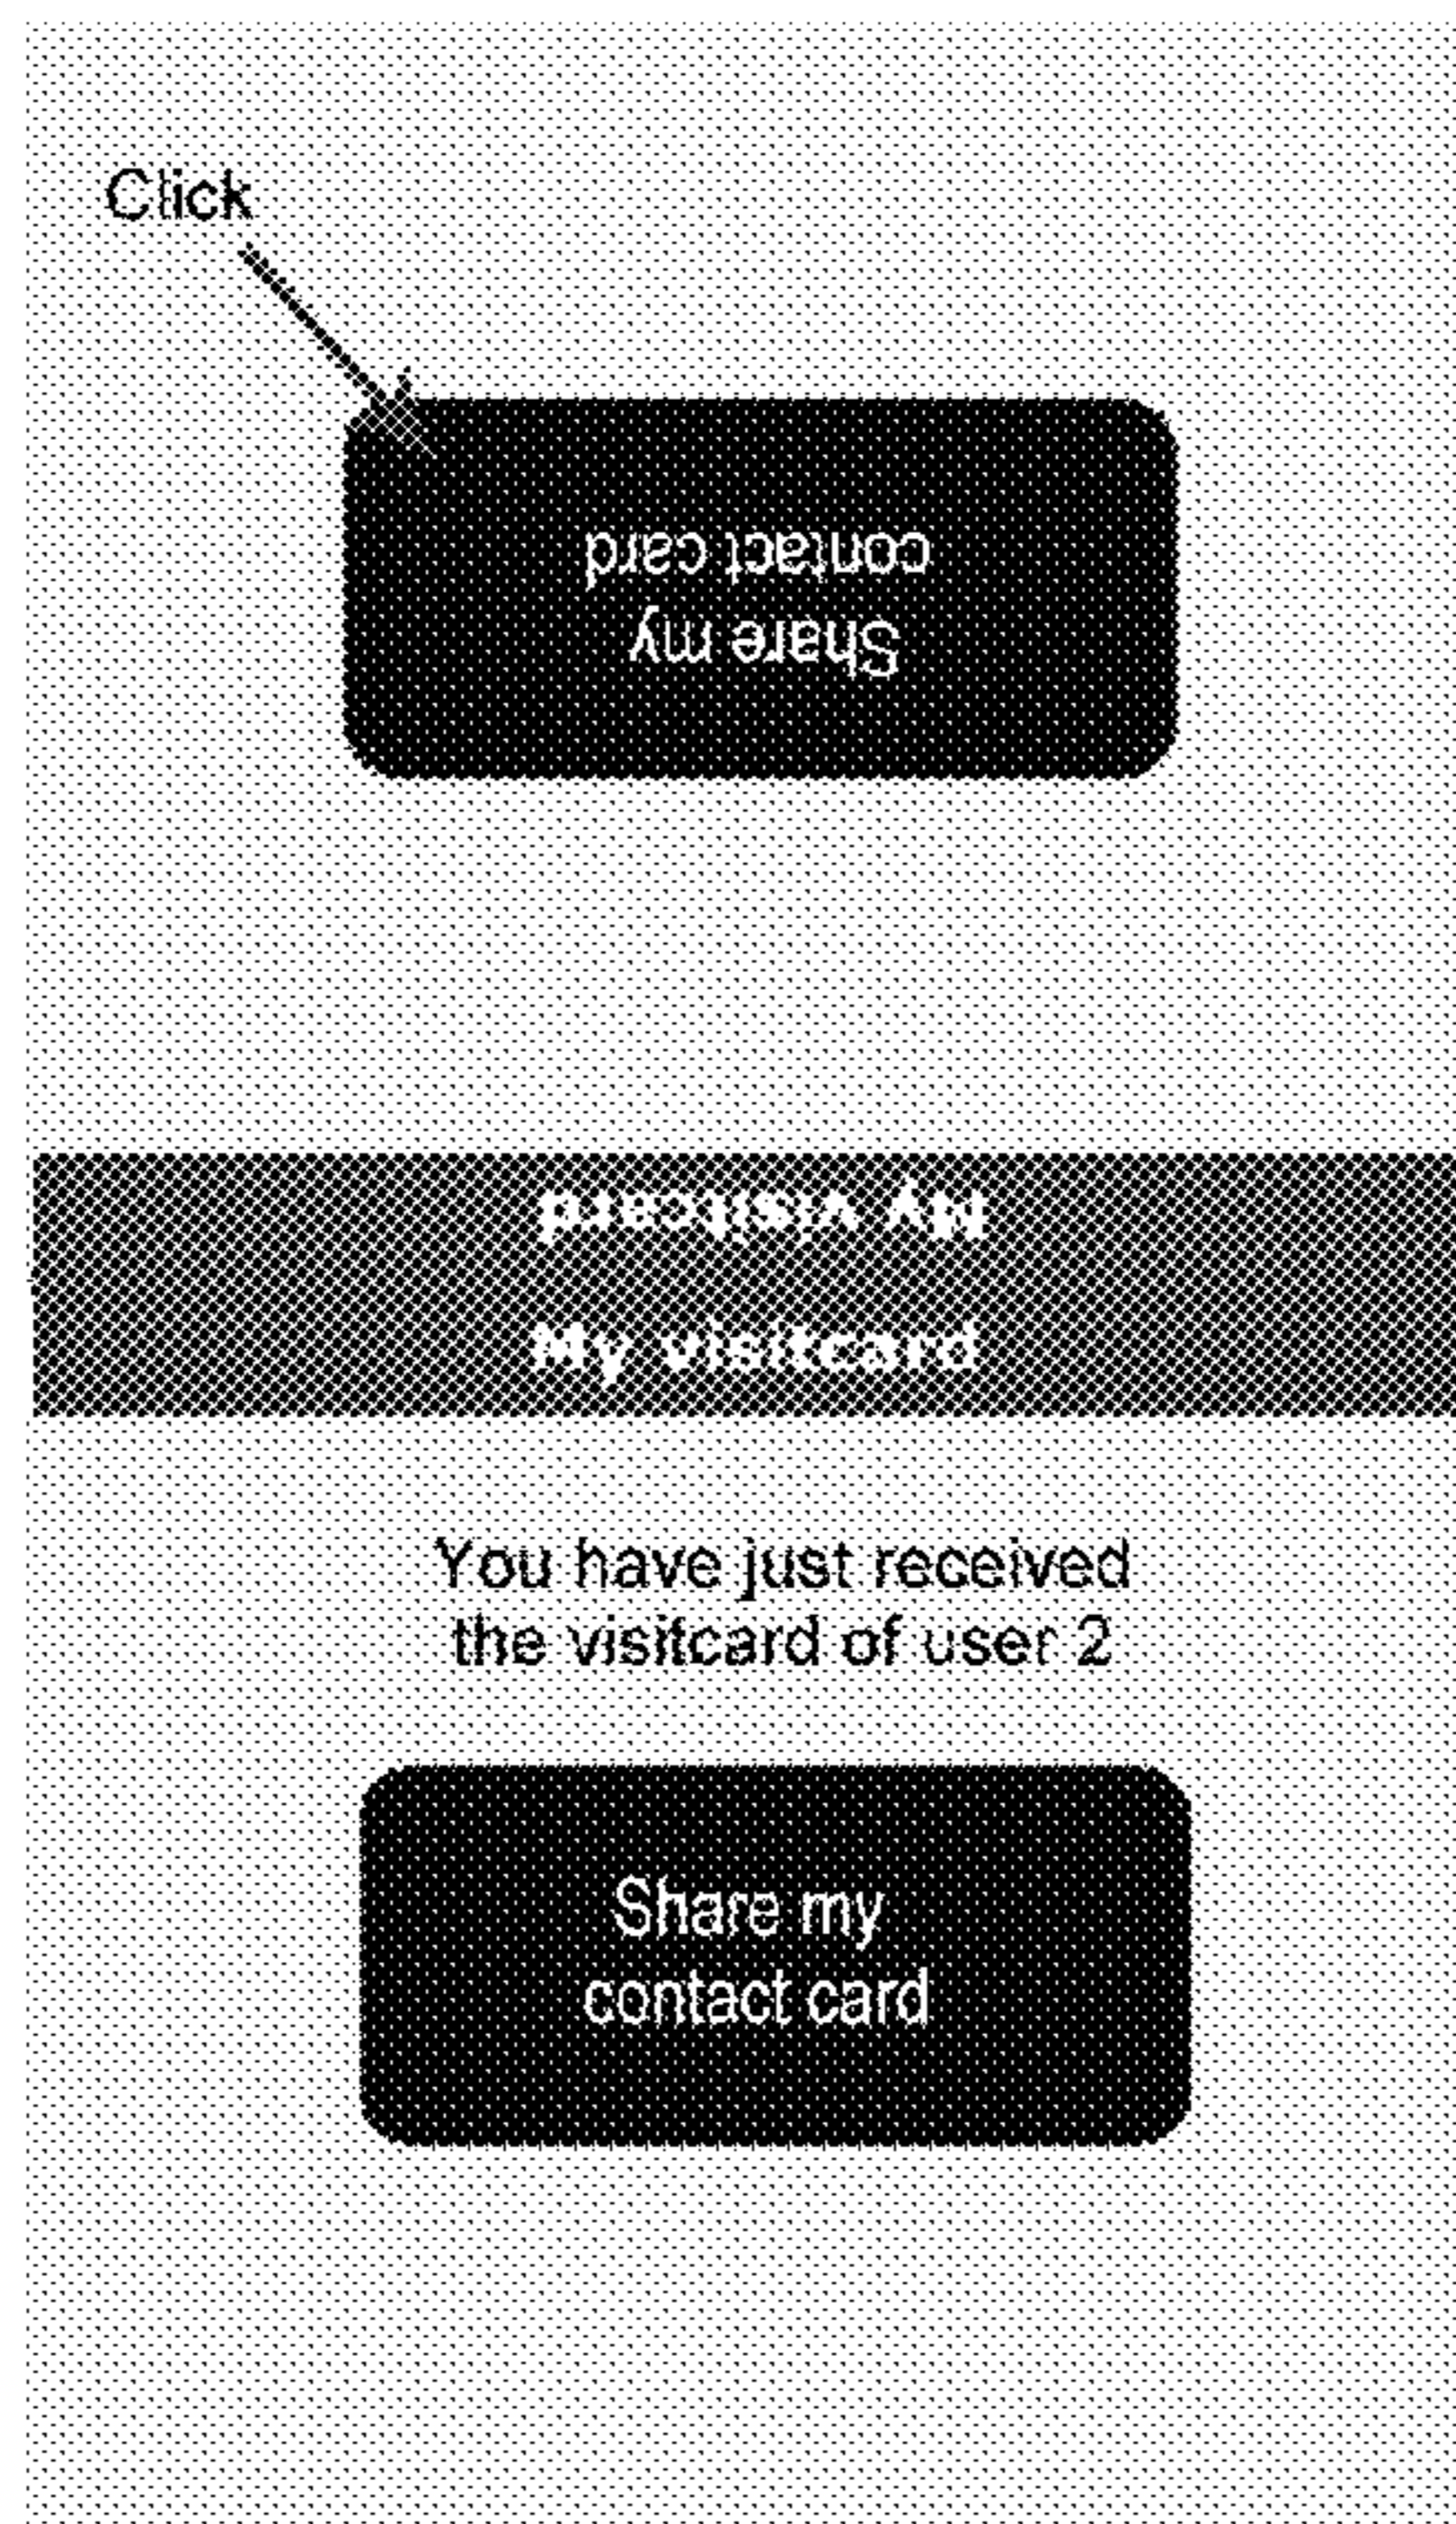 Click
Share my
contact card
My visitcard
My visitcard
You have just received
the visitcard of user 2
Share my
contact card